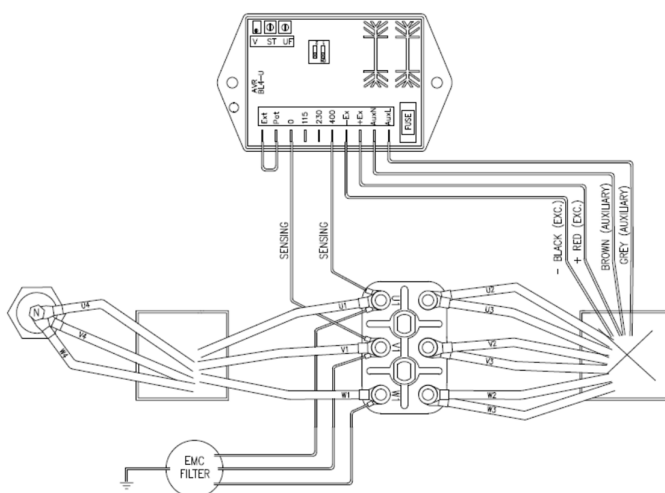 V ST UF
AVR
BL4-U
Ext Pot 0 115 230 400 -Ex +Ex AuxN AuxL
FUSE
SENSING
SENSING
- BLACK (EXC.)
+ RED (EXC.)
BROWN (AUXILIARY)
GREY (AUXILIARY)
N
U4
V4
W4
U1
V1
W1
U
V
W
U2
U3
V2
V3
W2
W3
EMC
FILTER